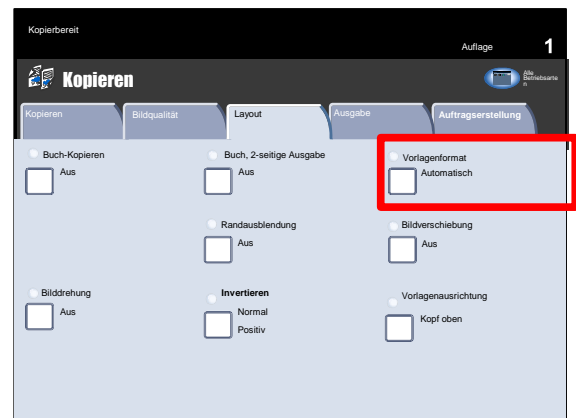 Kopierbereit
Auflage 1
Kopieren
Alle
Betriebsarte
n
Kopieren Bildqualität Layout Ausgabe Auftragserstellung
Buch-Kopieren Buch, 2-seitige Ausgabe Vorlagenformat
Aus Aus Automatisch
Randausblendung Bildverschiebung
Aus Aus
Bilddrehung Invertieren Vorlagenausrichtung
Aus Normal Kopf oben
Positiv